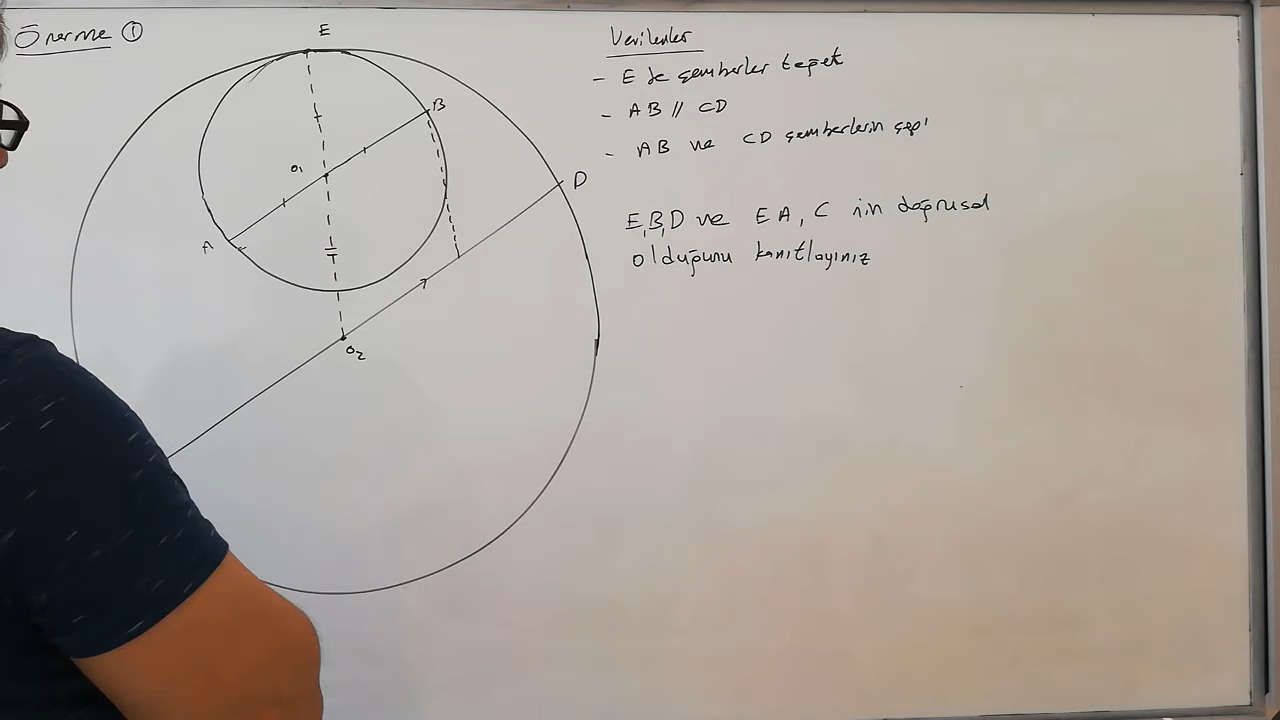 Önerme ①
E
B
O₁
D
A
O₂
Verilenler
- E de çemberler teğet
- AB // CD
- AB ve CD çemberlerin çapı
E,B,D ve E A, C nin doğrusal
olduğunu kanıtlayınız